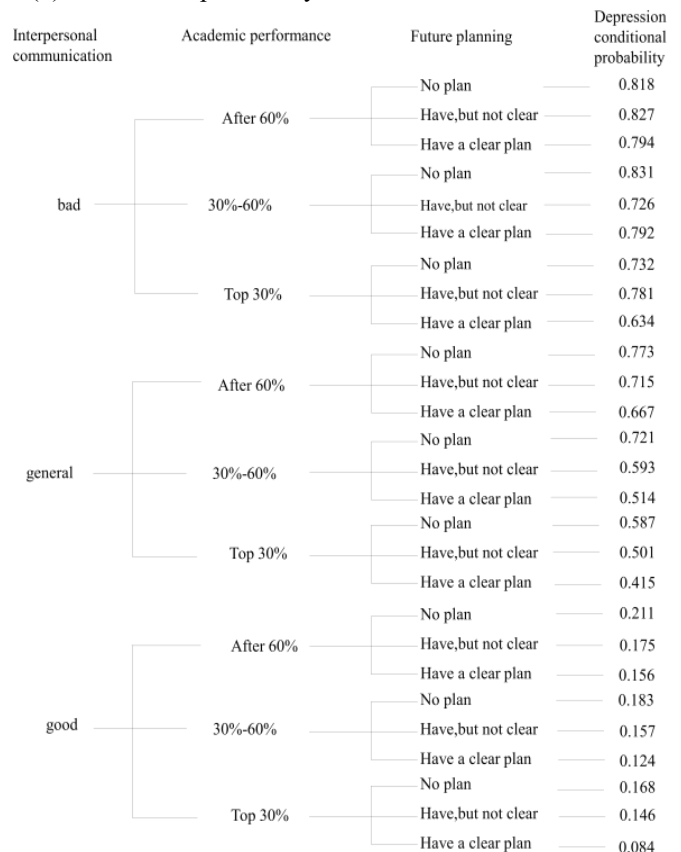 Interpersonal communication
Academic performance
Future planning
Depression conditional probability
bad
After 60%
No plan 0.818
Have,but not clear 0.827
Have a clear plan 0.794
30%-60%
No plan 0.831
Have,but not clear 0.726
Have a clear plan 0.792
Top 30%
No plan 0.732
Have,but not clear 0.781
Have a clear plan 0.634
general
After 60%
No plan 0.773
Have,but not clear 0.715
Have a clear plan 0.667
30%-60%
No plan 0.721
Have,but not clear 0.593
Have a clear plan 0.514
Top 30%
No plan 0.587
Have,but not clear 0.501
Have a clear plan 0.415
good
After 60%
No plan 0.211
Have,but not clear 0.175
Have a clear plan 0.156
30%-60%
No plan 0.183
Have,but not clear 0.157
Have a clear plan 0.124
Top 30%
No plan 0.168
Have,but not clear 0.146
Have a clear plan 0.084